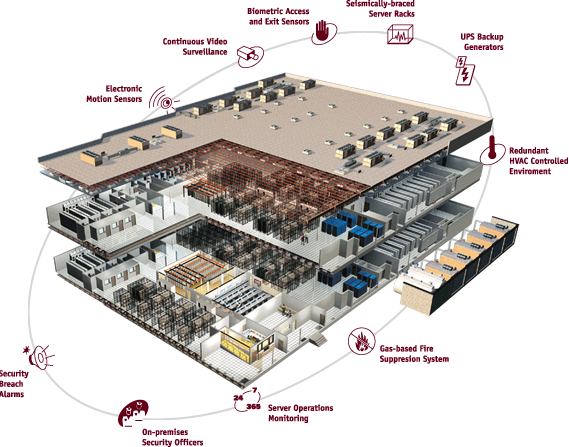 Seismically-braced
Server Racks
Biometric Access
and Exit Sensors
UPS Backup
Generators
Continuous Video
Surveillance
Electronic
Motion Sensors
Redundant
HVAC Controlled
Enviroment
Gas-based Fire
Suppresion System
Security
Breach
Alarms
7
24
365
Server Operations
Monitoring
On-premises
Security Officers